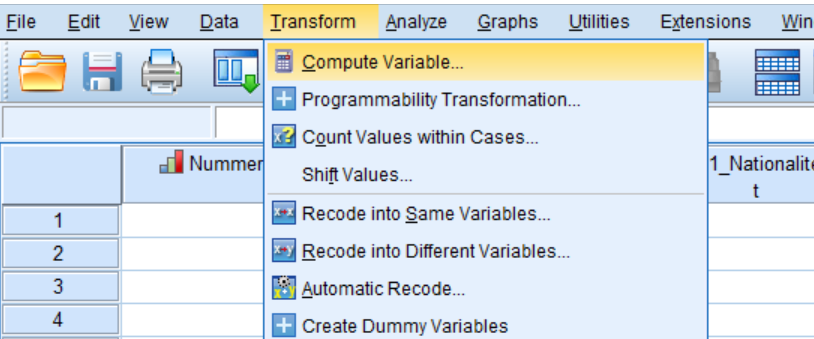 File Edit View Data Transform Analyze Graphs Utilities Extensions Win
Compute Variable...
Programmability Transformation...
x? Count Values within Cases...
Shift Values...
Nummer
1_Nationalite
t
x→x Recode into Same Variables...
1
x→y Recode into Different Variables...
2
Automatic Recode...
3
Create Dummy Variables
4